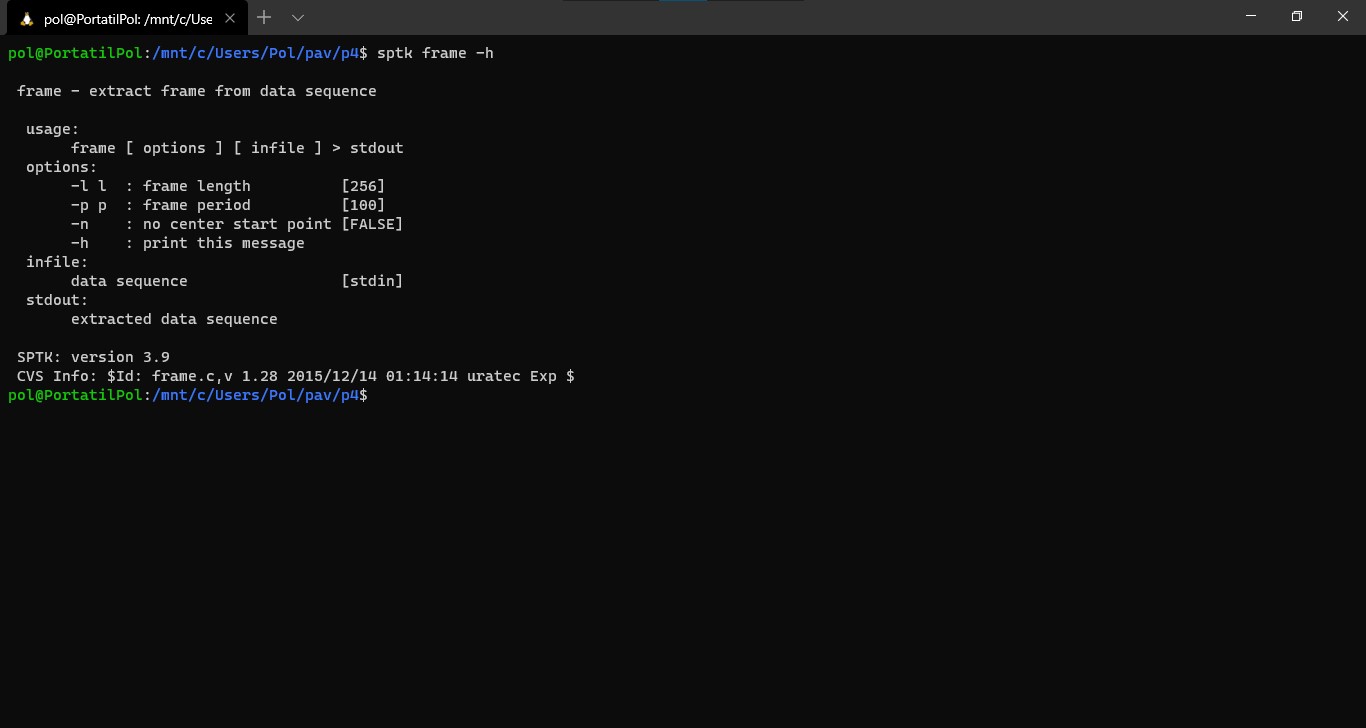 pol@PortatilPol: /mnt/c/Use
pol@PortatilPol:/mnt/c/Users/Pol/pav/p4$ sptk frame -h
frame - extract frame from data sequence
usage:
frame [ options ] [ infile ] > stdout
options:
-l l : frame length [256]
-p p : frame period [100]
-n : no center start point [FALSE]
-h : print this message
infile:
data sequence [stdin]
stdout:
extracted data sequence
SPTK: version 3.9
CVS Info: $Id: frame.c,v 1.28 2015/12/14 01:14:14 uratec Exp $
pol@PortatilPol:/mnt/c/Users/Pol/pav/p4$